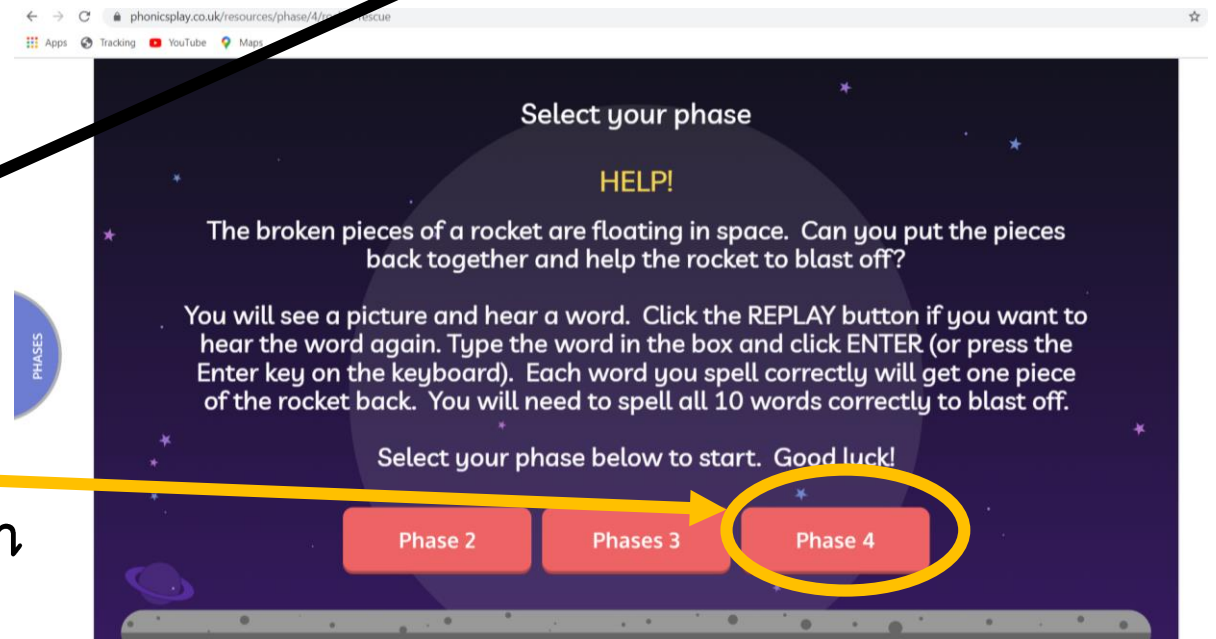 phonicsplay.co.uk/resources/phase/4/rocket-rescue
Apps Tracking YouTube Maps
Select your phase
HELP!
The broken pieces of a rocket are floating in space. Can you put the pieces
back together and help the rocket to blast off?
You will see a picture and hear a word. Click the REPLAY button if you want to
hear the word again. Type the word in the box and click ENTER (or press the
Enter key on the keyboard). Each word you spell correctly will get one piece
of the rocket back. You will need to spell all 10 words correctly to blast off.
Select your phase below to start. Good luck!
PHASES
Phase 2 Phases 3 Phase 4